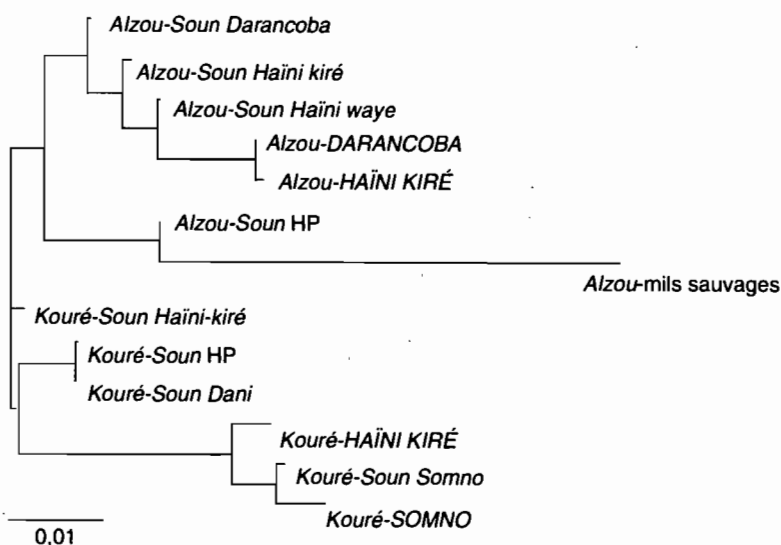 Alzou-Soun Darancoba
Alzou-Soun Haïni kiré
Alzou-Soun Haïni waye
Alzou-DARANCOBA
Alzou-HAÏNI KIRÉ
Alzou-Soun HP
Alzou-mils sauvages
Kouré-Soun Haïni-kiré
Kouré-Soun HP
Kouré-Soun Dani
Kouré-HAÏNI KIRÉ
Kouré-Soun Somno
Kouré-SOMNO
0,01